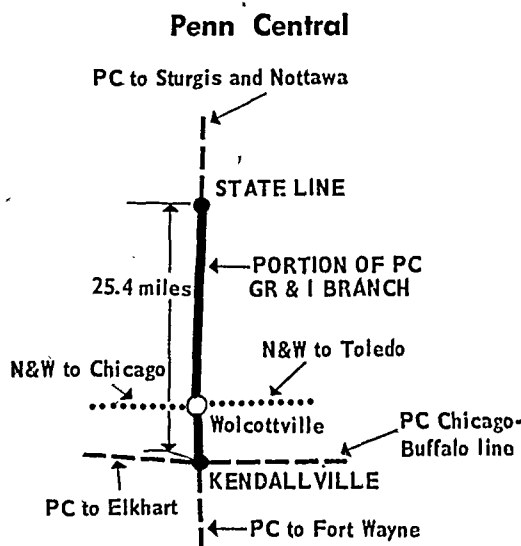 Penn Central
PC to Sturgis and Nottawa
STATE LINE
PORTION OF PC
GR & I BRANCH
25.4 miles
N&W to Toledo
N&W to Chicago
Wolcottville
PC Chicago-
Buffalo line
KENDALLVILLE
PC to Elkhart
PC to Fort Wayne